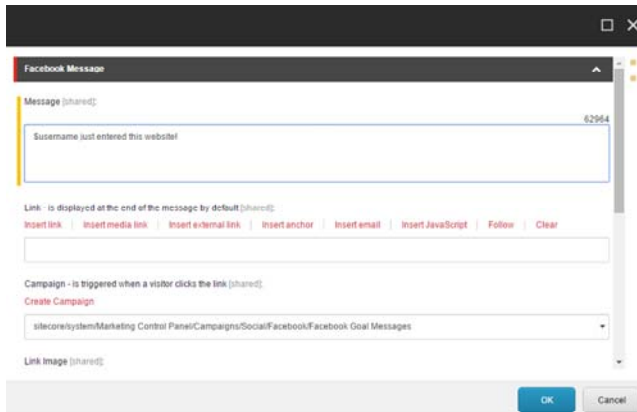 Facebook Message
Message [shared]:
62964
$username just entered this website!
Link - is displayed at the end of the message by default [shared]:
Insert link | Insert media link | Insert external link | Insert anchor | Insert email | Insert JavaScript | Follow | Clear
Campaign - is triggered when a visitor clicks the link [shared]:
Create Campaign
sitecore/system/Marketing Control Panel/Campaigns/Social/Facebook/Facebook Goal Messages
Link Image [shared]:
OK Cancel